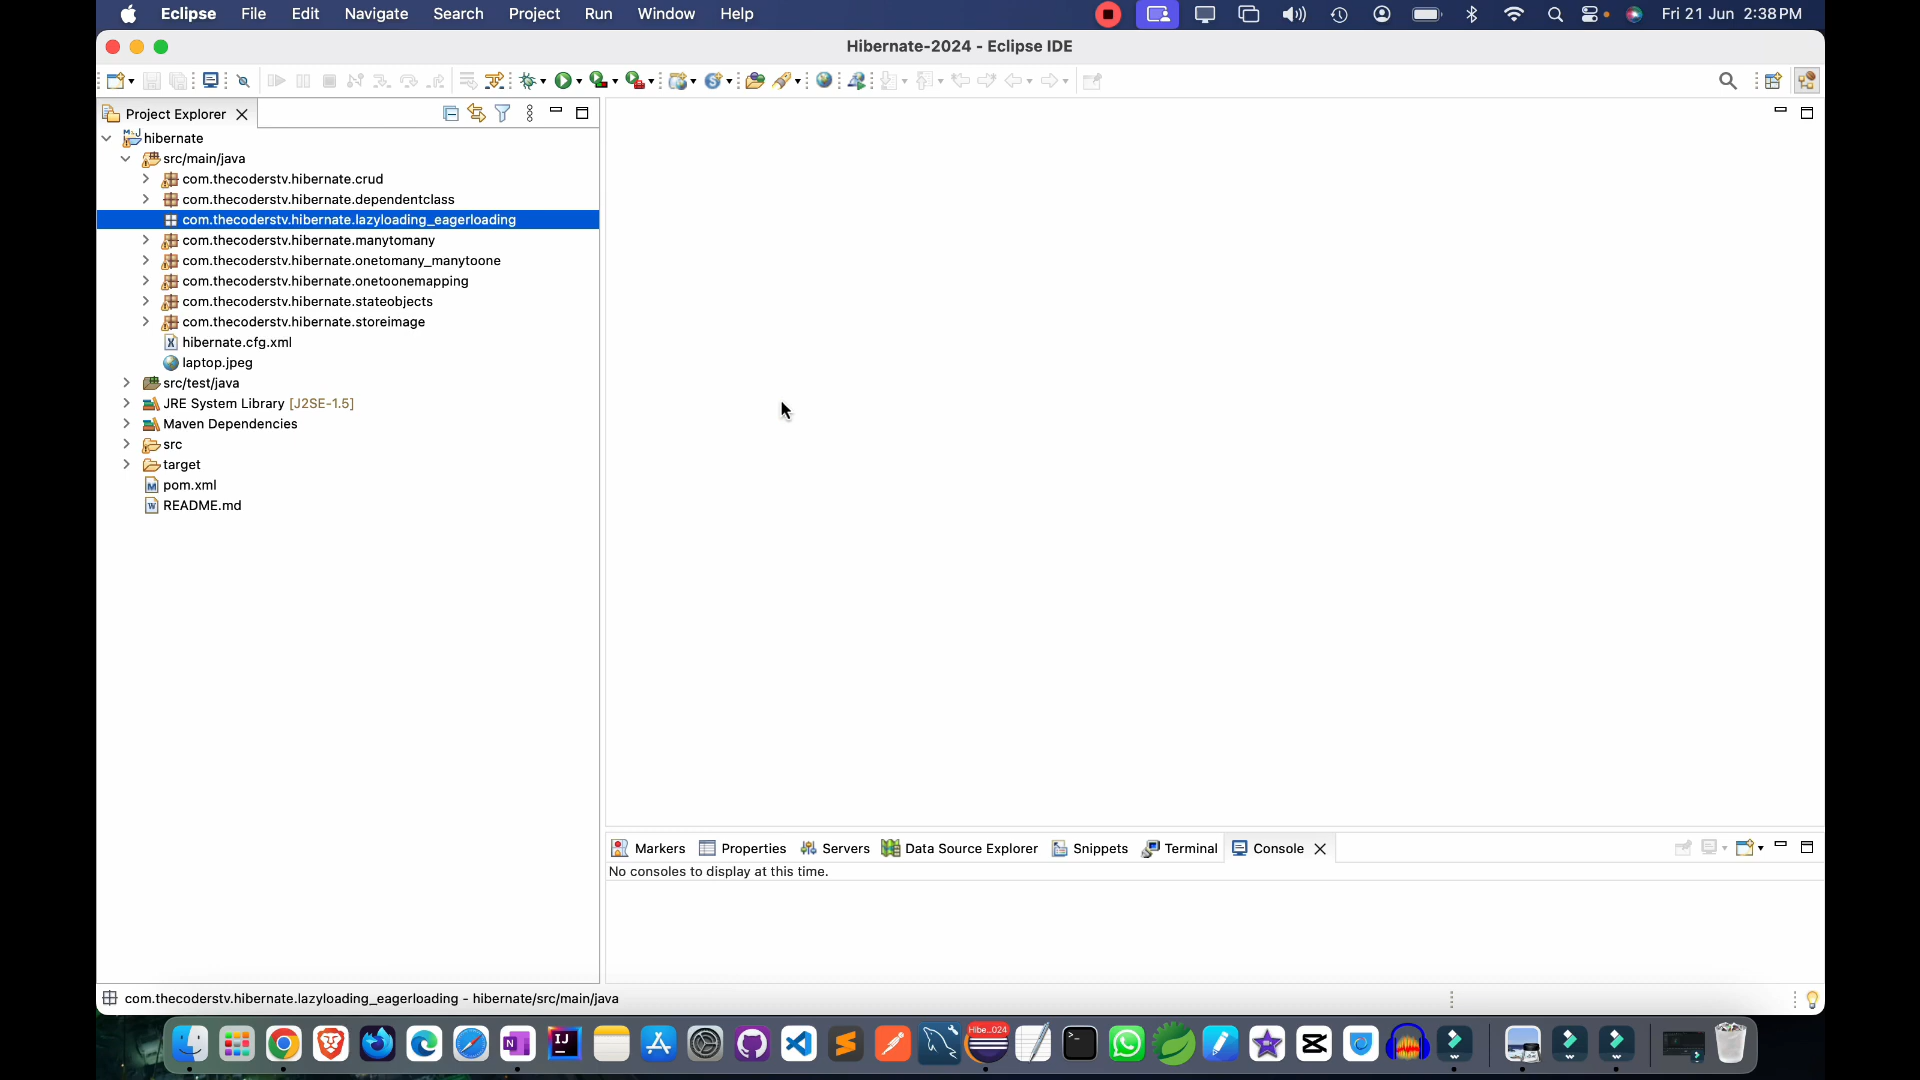 Eclipse File Edit Navigate Search Project Run Window Help Fri 21 Jun 2:38 PM
Hibernate-2024 - Eclipse IDE
Project Explorer
hibernate
src/main/java
com.thecoderstv.hibernate.crud
com.thecoderstv.hibernate.dependentclass
com.thecoderstv.hibernate.lazyloading_eagerloading
com.thecoderstv.hibernate.manytomany
com.thecoderstv.hibernate.onetomany_manytoone
com.thecoderstv.hibernate.onetoonemapping
com.thecoderstv.hibernate.stateobjects
com.thecoderstv.hibernate.storeimage
hibernate.cfg.xml
laptop.jpeg
src/test/java
JRE System Library [J2SE-1.5]
Maven Dependencies
src
target
pom.xml
README.md
Markers Properties Servers Data Source Explorer Snippets Terminal Console
No consoles to display at this time.
com.thecoderstv.hibernate.lazyloading_eagerloading - hibernate/src/main/java
Hibe...024